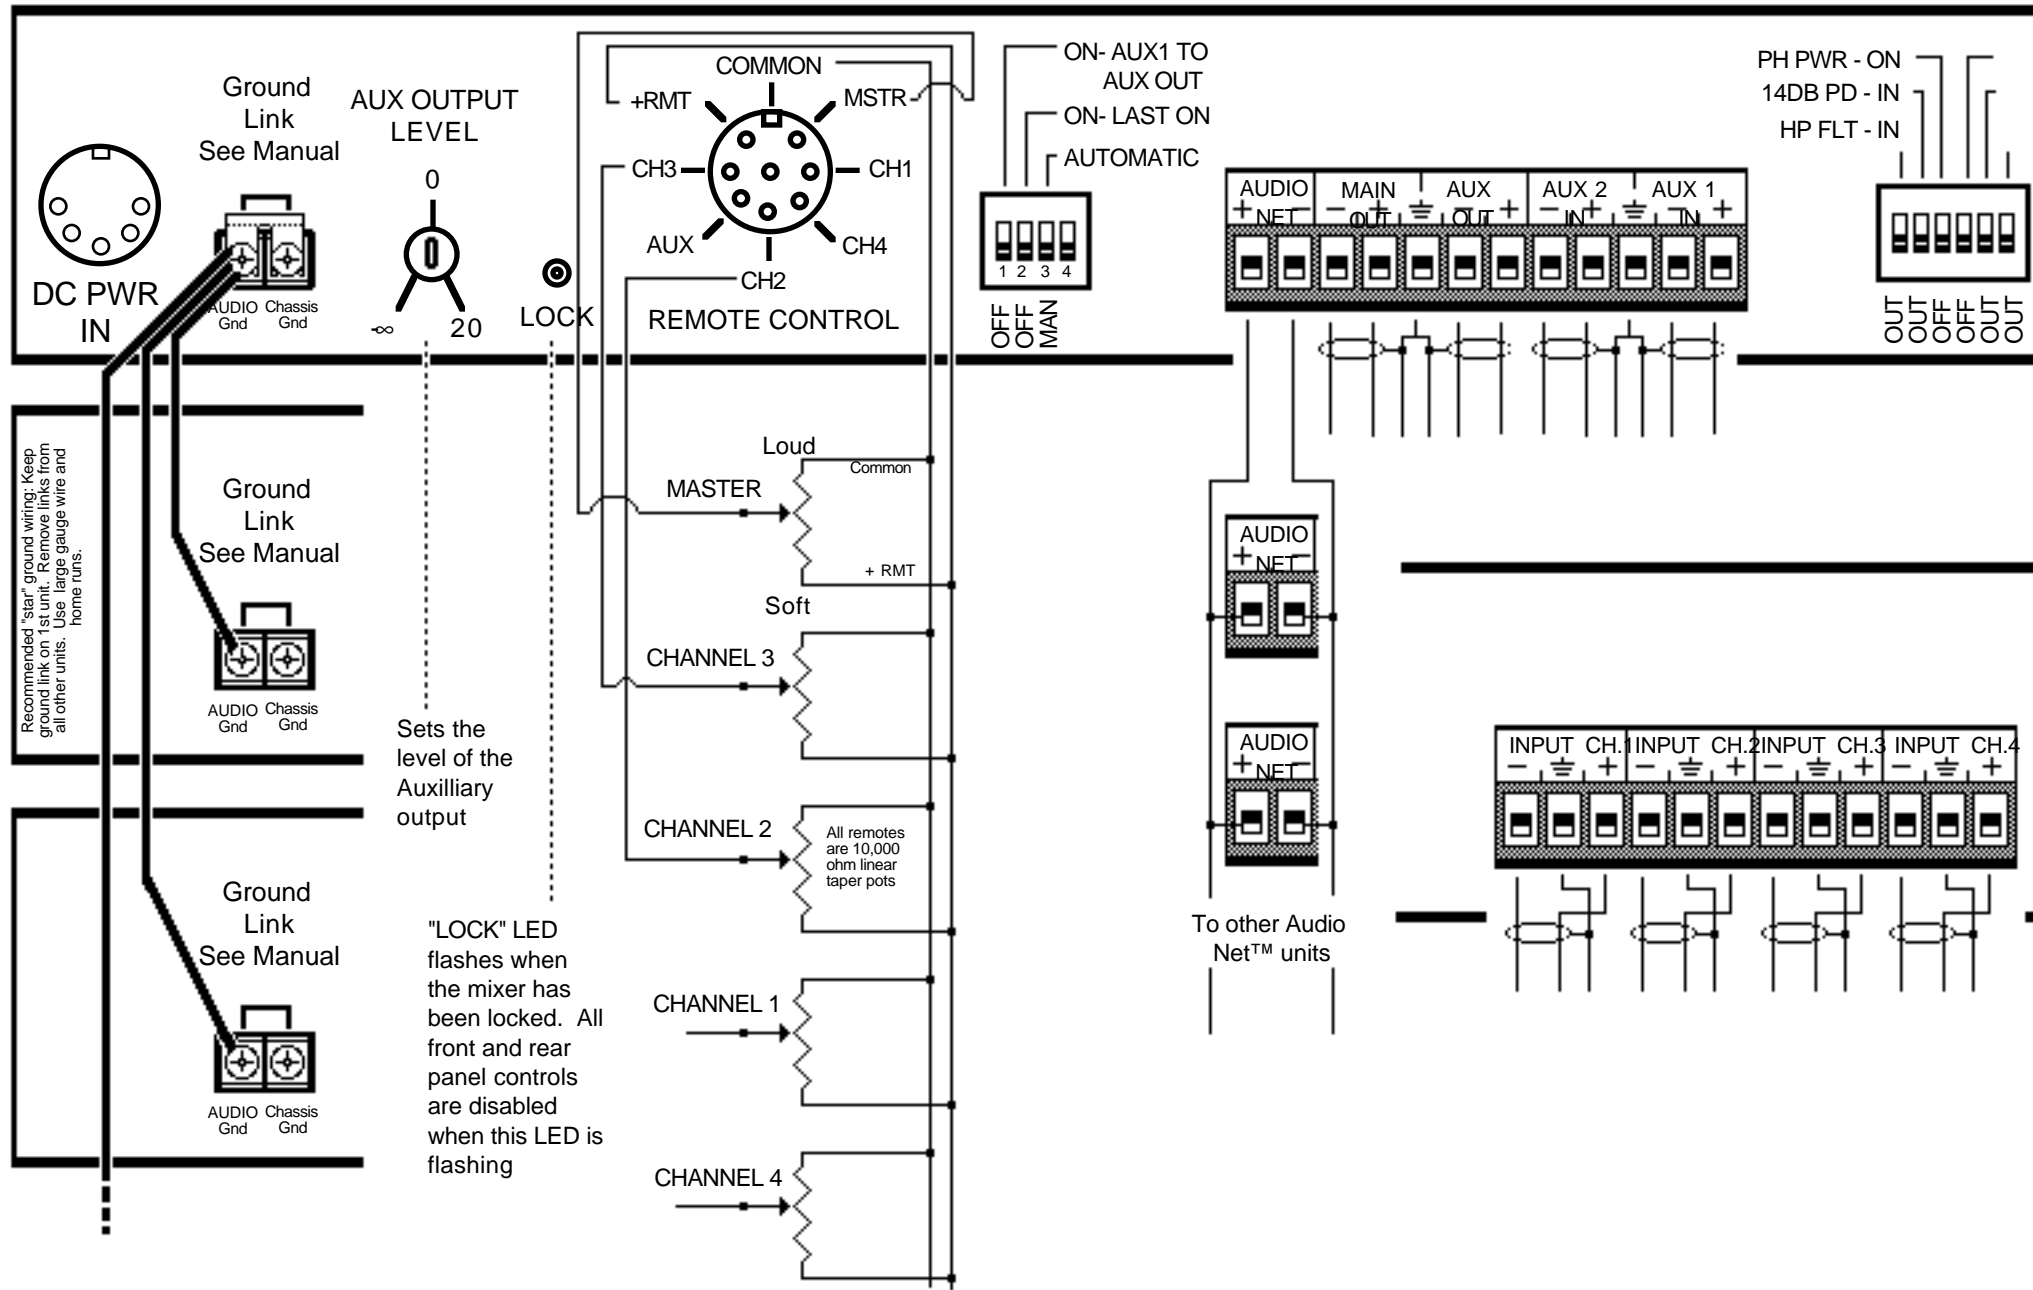 Ground
Link
See Manual
DC PWR
IN
AUDIO Gnd
Chassis Gnd
AUX OUTPUT
LEVEL
0
-∞
20
LOCK
COMMON
+RMT
MSTR
CH3
CH1
AUX
CH4
CH2
REMOTE CONTROL
ON- AUX1 TO
AUX OUT
ON- LAST ON
AUTOMATIC
1 2 3 4
OFF
OFF
MAN
AUDIO NET
+ -
MAIN OUT
- +
AUX OUT
- +
AUX 2 IN
- +
AUX 1 IN
- +
PH PWR - ON
14DB PD - IN
HP FLT - IN
OUT
OUT
OFF
OFF
OUT
OUT
Recommended "star" ground wiring: Keep
ground link on 1st unit. Remove links from
all other units. Use large gauge wire and
home runs.
Ground
Link
See Manual
AUDIO Gnd
Chassis Gnd
Ground
Link
See Manual
AUDIO Gnd
Chassis Gnd
Sets the
level of the
Auxilliary
output
"LOCK" LED
flashes when
the mixer has
been locked. All
front and rear
panel controls
are disabled
when this LED is
flashing
Loud
Common
MASTER
+ RMT
Soft
CHANNEL 3
CHANNEL 2
All remotes
are 10,000
ohm linear
taper pots
CHANNEL 1
CHANNEL 4
AUDIO NET
+ -
AUDIO NET
+ -
To other Audio
Net™ units
INPUT CH.1
- +
INPUT CH.2
- +
INPUT CH.3
- +
INPUT CH.4
- +